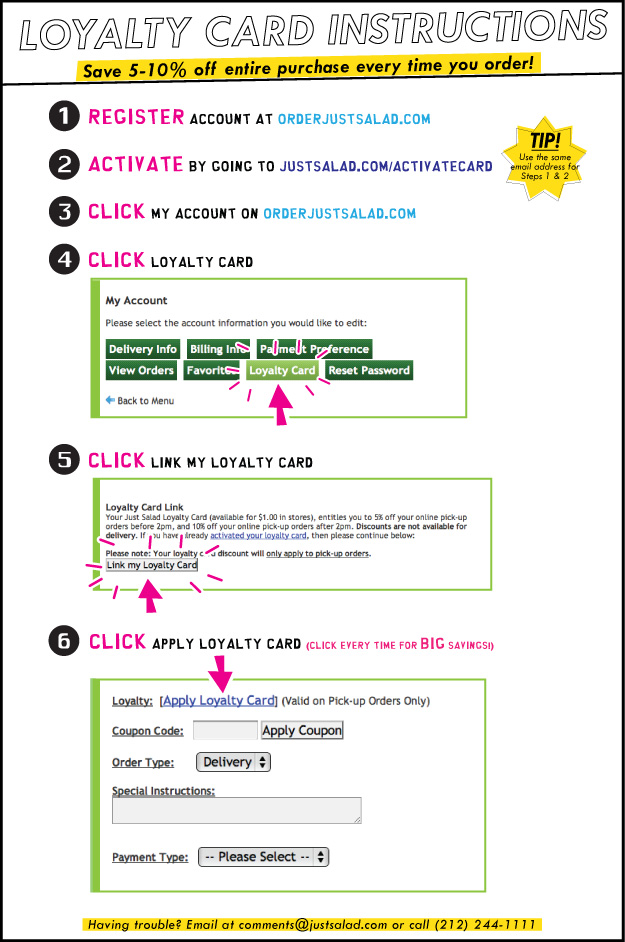 LOYALTY CARD INSTRUCTIONS
Save 5-10% off entire purchase every time you order!
1 REGISTER ACCOUNT AT ORDERJUSTSALAD.COM
2 ACTIVATE BY GOING TO JUSTSALAD.COM/ACTIVATECARD
TIP!
Use the same
email address for
Steps 1 & 2
3 CLICK MY ACCOUNT ON ORDERJUSTSALAD.COM
4 CLICK LOYALTY CARD
My Account
Please select the account information you would like to edit:
Delivery Info Billing Info Payment Preference
View Orders Favorites Loyalty Card Reset Password
Back to Menu
5 CLICK LINK MY LOYALTY CARD
Loyalty Card Link
Your Just Salad Loyalty Card (available for $1.00 in stores), entitles you to 5% off your online pick-up
orders before 2pm, and 10% off your online pick-up orders after 2pm. Discounts are not available for
delivery. If you have already activated your loyalty card, then please continue below:
Please note: Your loyalty card discount will only apply to pick-up orders.
Link my Loyalty Card
6 CLICK APPLY LOYALTY CARD (CLICK EVERY TIME FOR BIG SAVINGS!)
Loyalty: [Apply Loyalty Card] (Valid on Pick-up Orders Only)
Coupon Code: Apply Coupon
Order Type: Delivery
Special Instructions:
Payment Type: -- Please Select --
Having trouble? Email at comments@justsalad.com or call (212) 244-1111